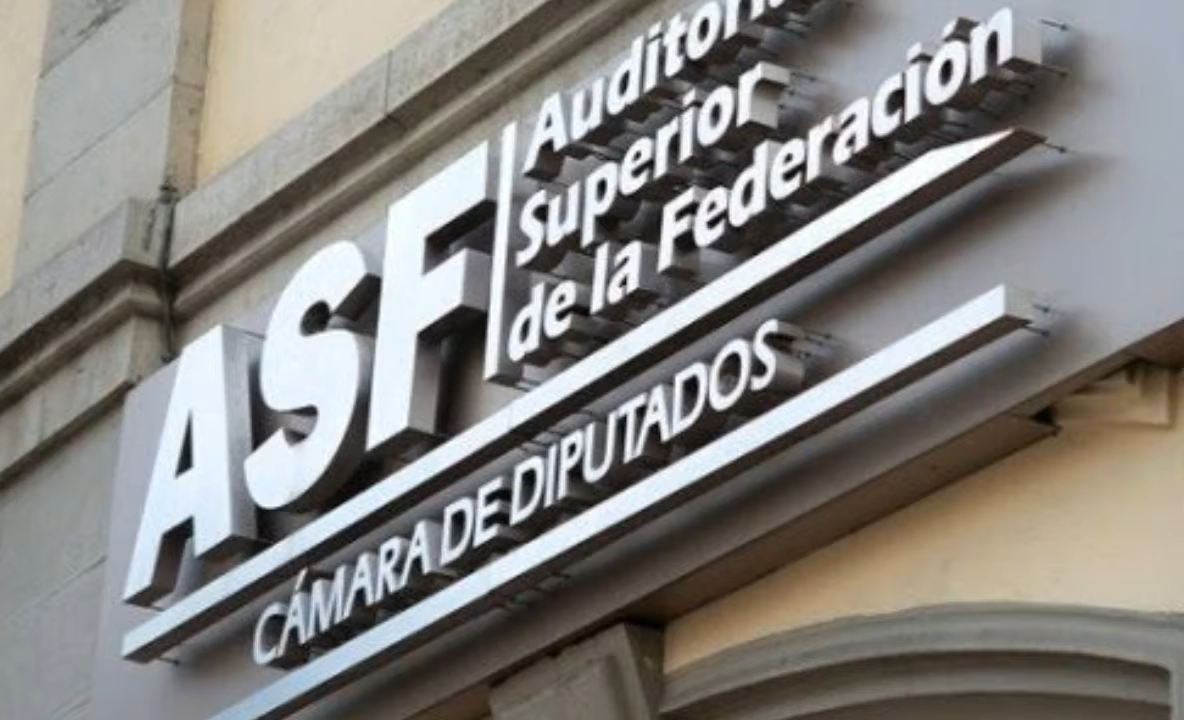 ASF
Auditoría
Superior
de la Federación
CÁMARA DE DIPUTADOS